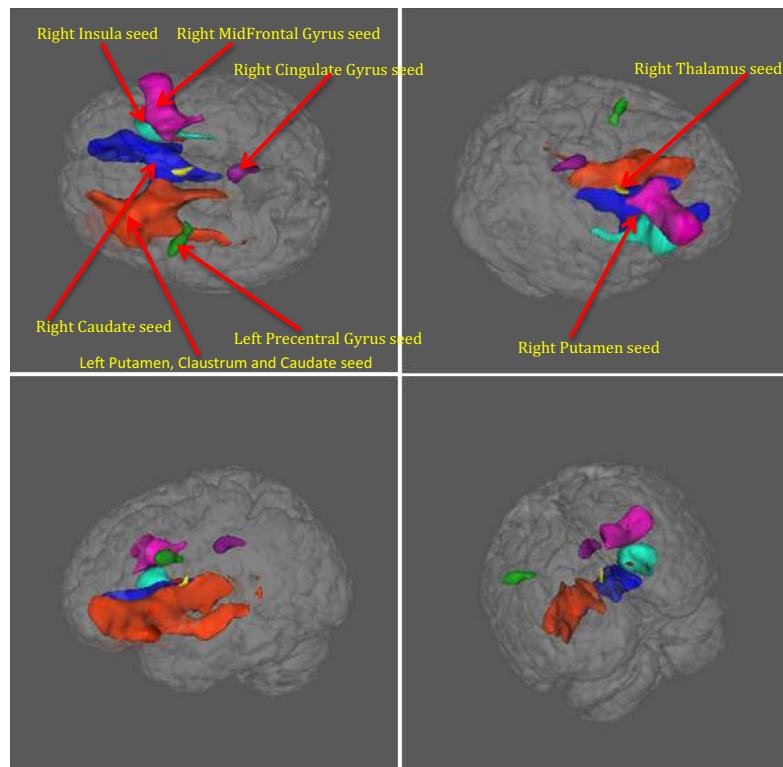 Right Insula seed
Right MidFrontal Gyrus seed
Right Cingulate Gyrus seed
Right Thalamus seed
Right Caudate seed
Left Precentral Gyrus seed
Right Putamen seed
Left Putamen, Claustrum and Caudate seed